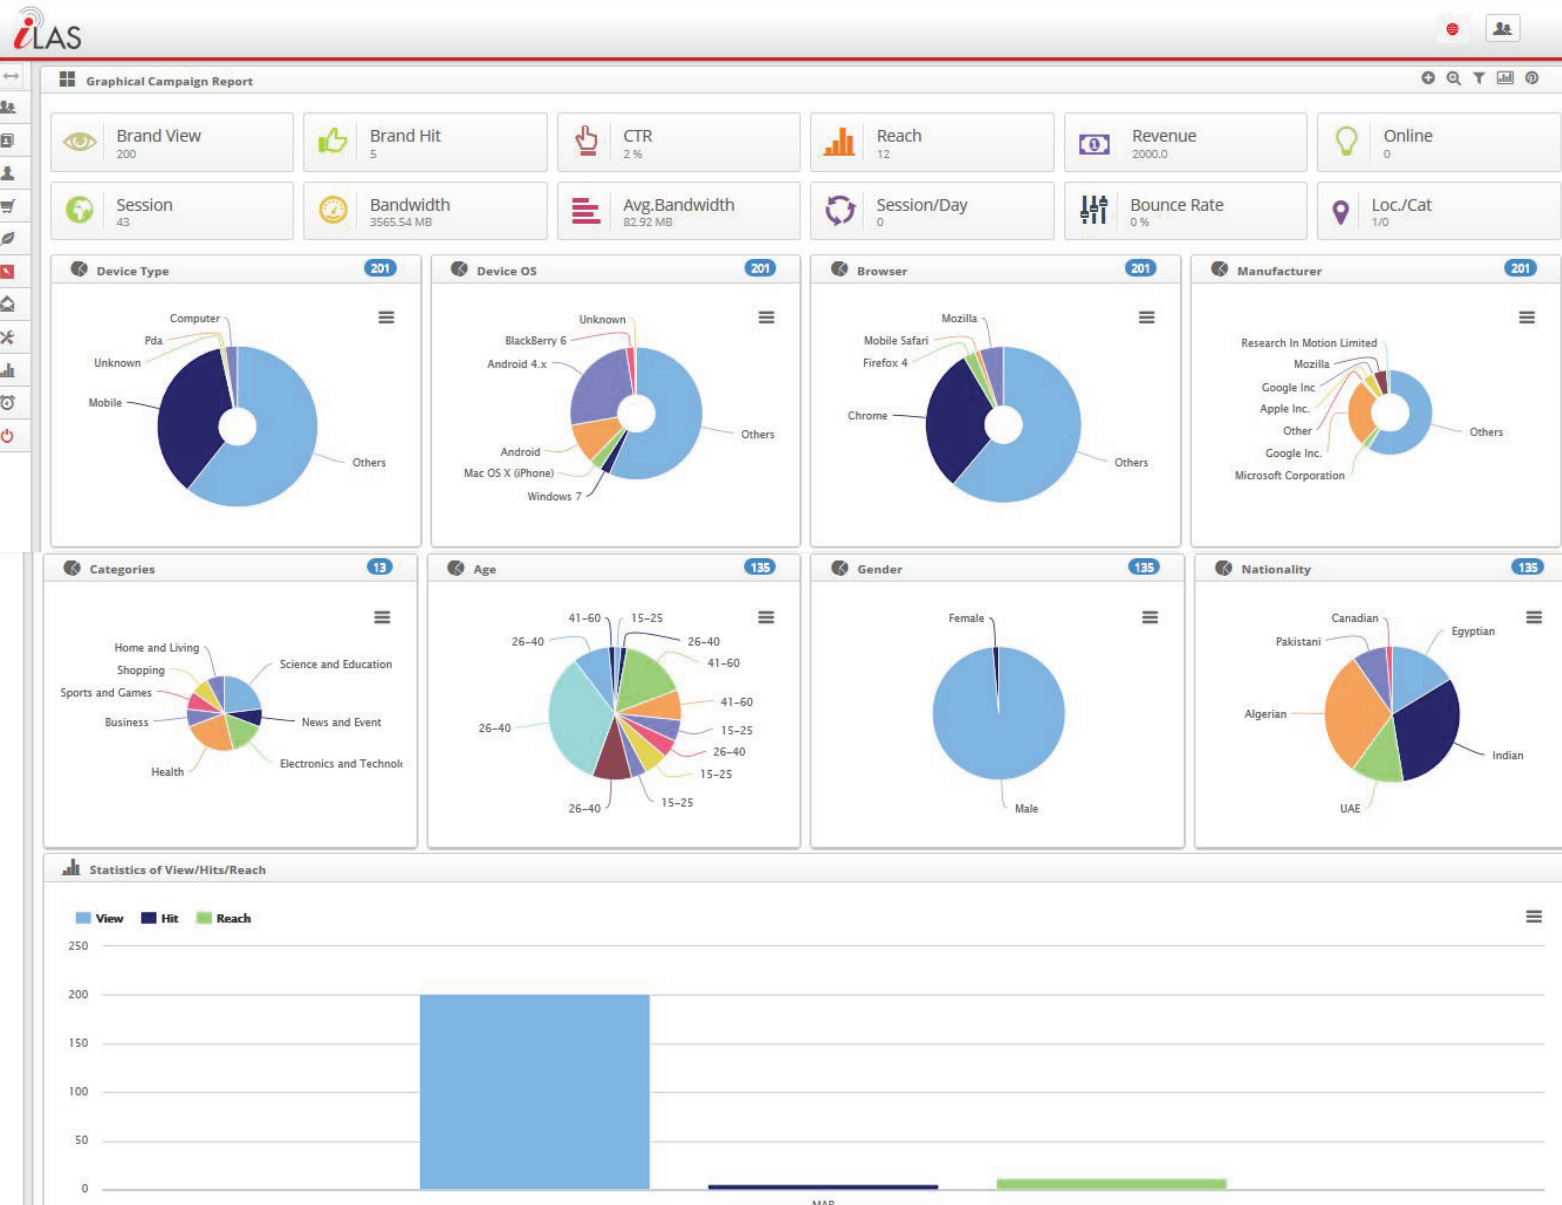 iLAS
Graphical Campaign Report
Brand View
200
Brand Hit
5
CTR
2 %
Reach
12
Revenue
2000.0
Online
0
Session
43
Bandwidth
3565.54 MB
Avg.Bandwidth
82.92 MB
Session/Day
0
Bounce Rate
0 %
Loc./Cat
1/0
Device Type 201
Computer
Pda
Unknown
Mobile
Others
Device OS 201
Unknown
BlackBerry 6
Android 4.x
Others
Android
Mac OS X (iPhone)
Windows 7
Browser 201
Mozilla
Mobile Safari
Firefox 4
Chrome
Others
Manufacturer 201
Research In Motion Limited
Mozilla
Google Inc
Apple Inc.
Other
Others
Google Inc.
Microsoft Corporation
Categories 13
Home and Living
Science and Education
Shopping
Sports and Games
Business
News and Event
Electronics and Technol
Health
Age 135
41-60
15-25
26-40
26-40
41-60
41-60
26-40
15-25
26-40
15-25
15-25
26-40
Gender 135
Female
Male
Nationality 135
Canadian
Egyptian
Pakistani
Algerian
Indian
UAE
Statistics of View/Hits/Reach
View Hit Reach
250
200
150
100
50
0
MAR